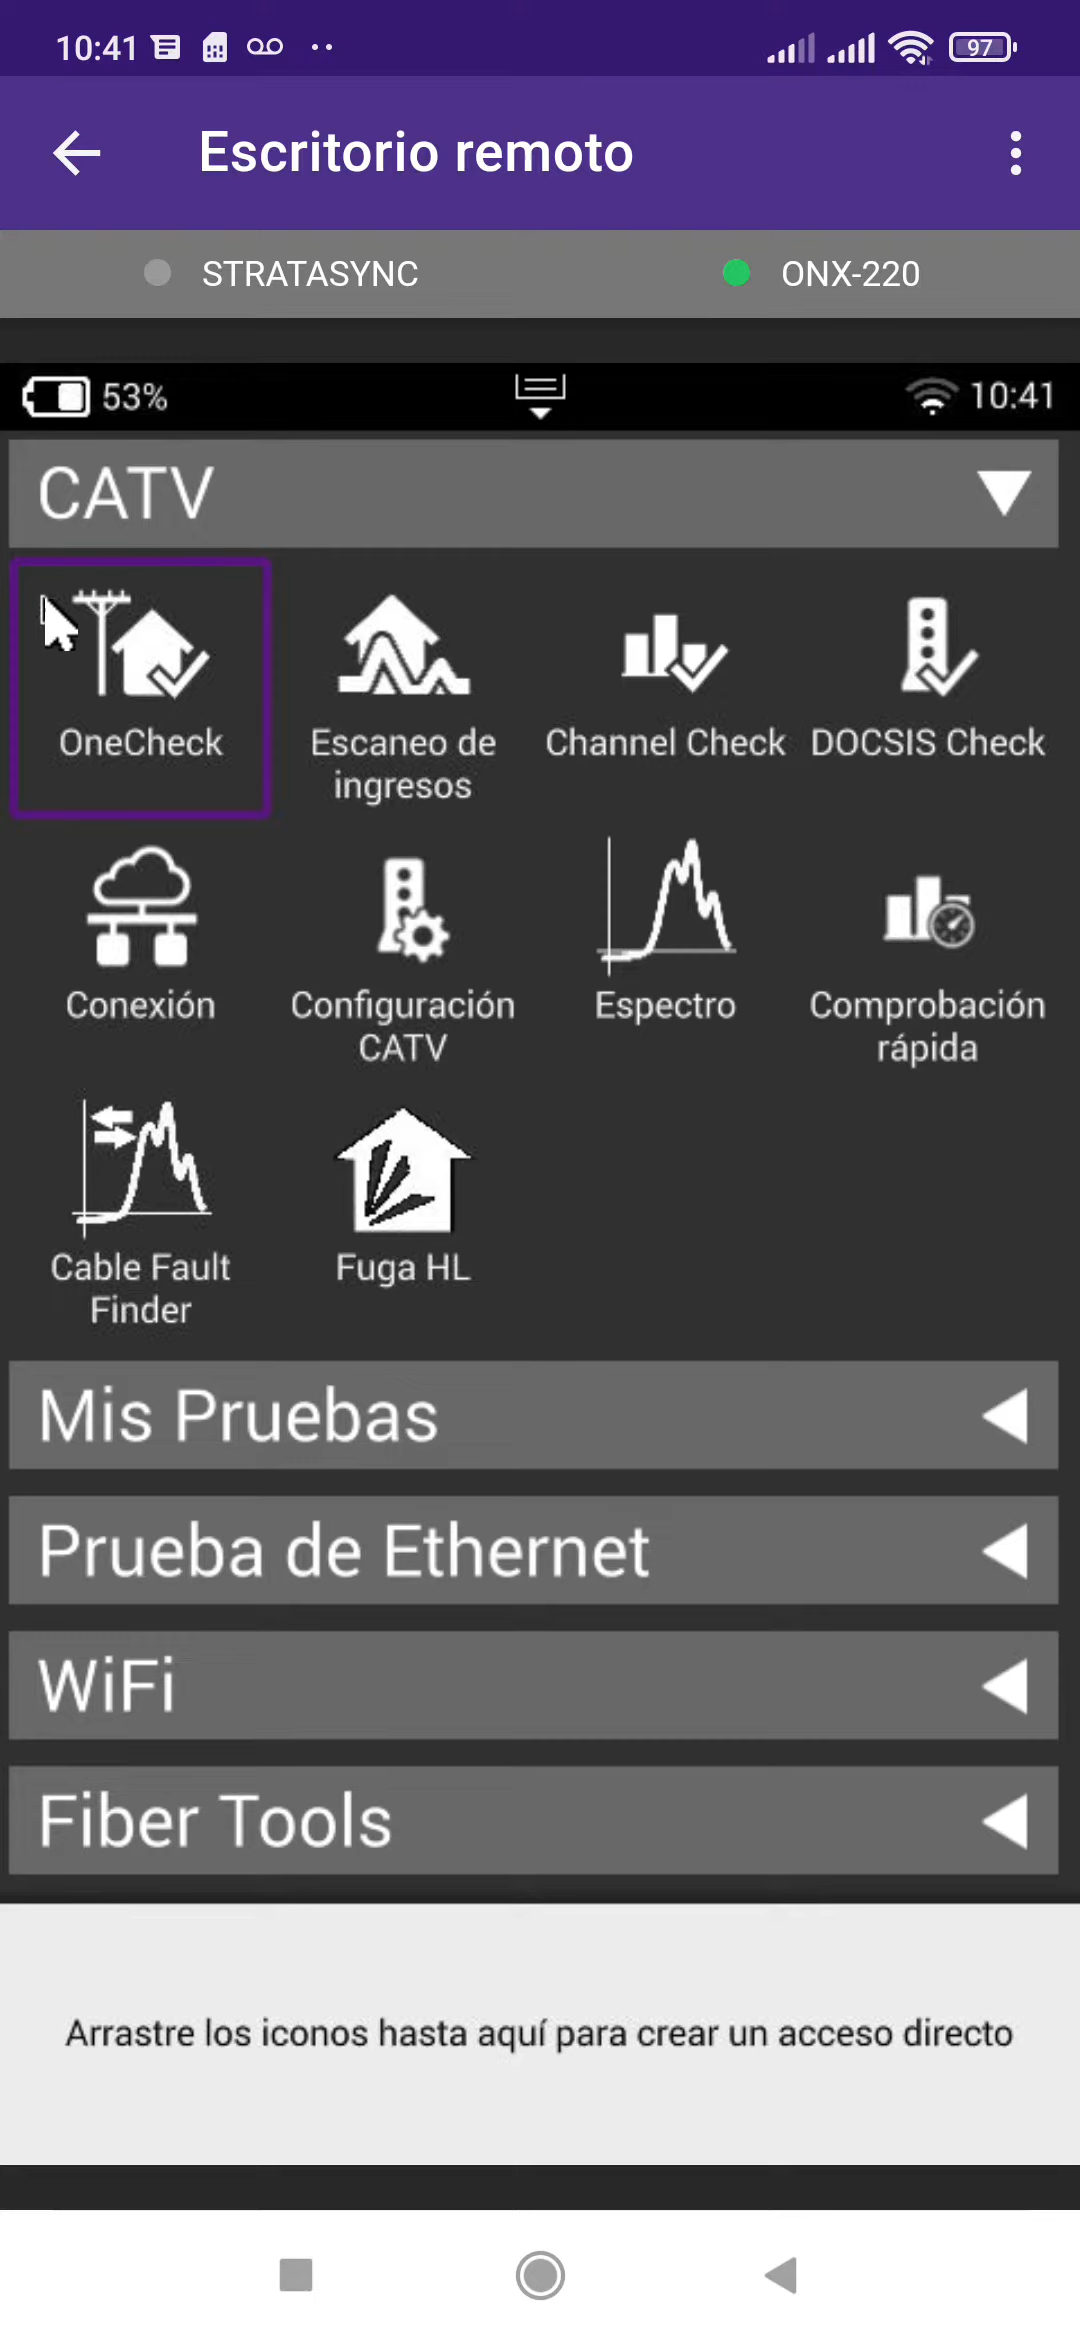 10:41
97
Escritorio remoto
STRATASYNC
ONX-220
53%
10:41
CATV
OneCheck
Escaneo de
ingresos
Channel Check
DOCSIS Check
Conexión
Configuración
CATV
Espectro
Comprobación
rápida
Cable Fault
Finder
Fuga HL
Mis Pruebas
Prueba de Ethernet
WiFi
Fiber Tools
Arrastre los iconos hasta aquí para crear un acceso directo